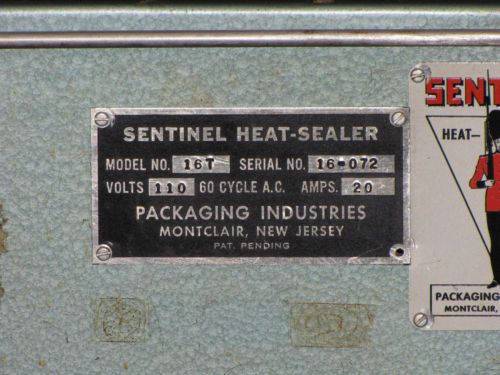 SENTINEL HEAT-SEALER
MODEL NO. 16T SERIAL NO. 16-072
VOLTS 110 60 CYCLE A.C. AMPS. 20
PACKAGING INDUSTRIES
MONTCLAIR, NEW JERSEY
PAT. PENDING
SENT
HEAT-
PACKAGING
MONTCLAIR,